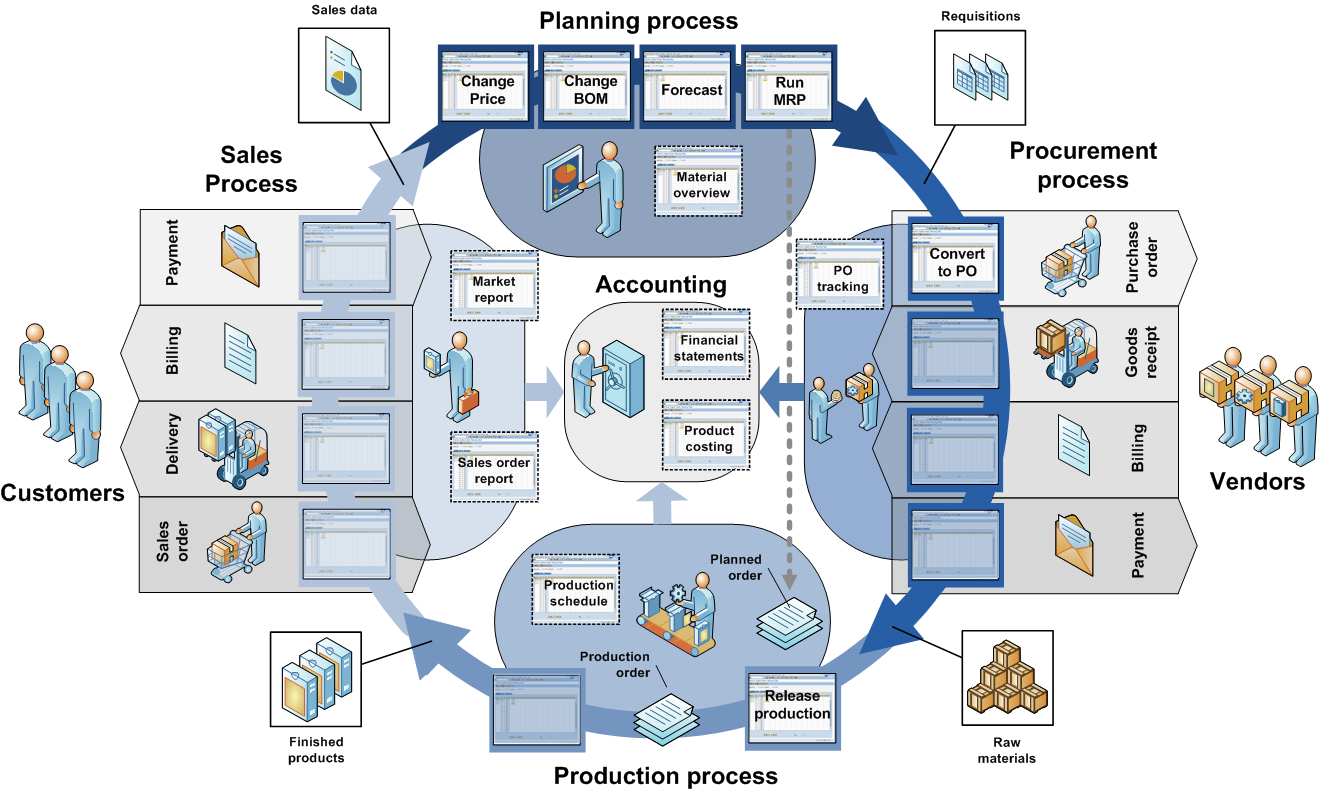 Sales data
Planning process
Requisitions
Change
Price
Change
BOM
Forecast
Run
MRP
Sales
Process
Procurement
process
Material
overview
Payment
Market
report
PO
tracking
Convert
to PO
Purchase
order
Accounting
Billing
Financial
statements
Goods
receipt
Delivery
Product
costing
Billing
Customers
Sales order
report
Vendors
Sales
order
Payment
Production
schedule
Planned
order
Production
order
Release
production
Finished
products
Raw
materials
Production process